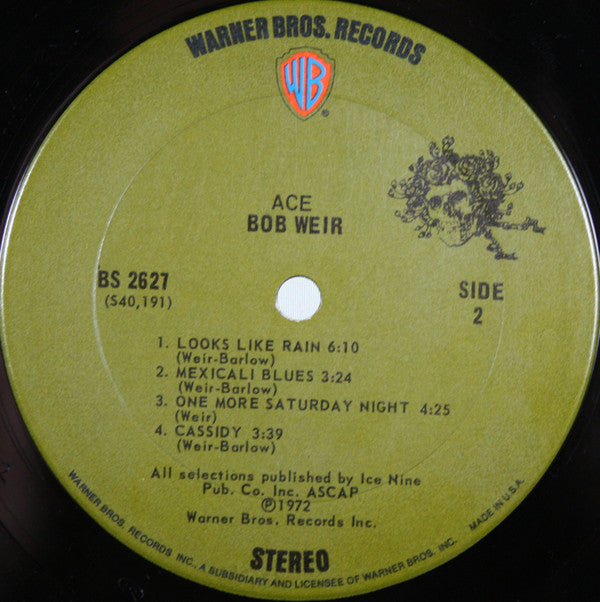 WARNER BROS. RECORDS
WB
®
ACE
BOB WEIR
BS 2627
(S40,191)
SIDE
2
1. LOOKS LIKE RAIN 6:10
(Weir-Barlow)
2. MEXICALI BLUES 3:24
(Weir-Barlow)
3. ONE MORE SATURDAY NIGHT 4:25
(Weir)
4. CASSIDY 3:39
(Weir-Barlow)
All selections published by Ice Nine
Pub. Co. Inc. ASCAP
℗1972
Warner Bros. Records Inc.
STEREO
WARNER BROS. RECORDS INC., A SUBSIDIARY AND LICENSEE OF WARNER BROS. INC.
MADE IN U.S.A.